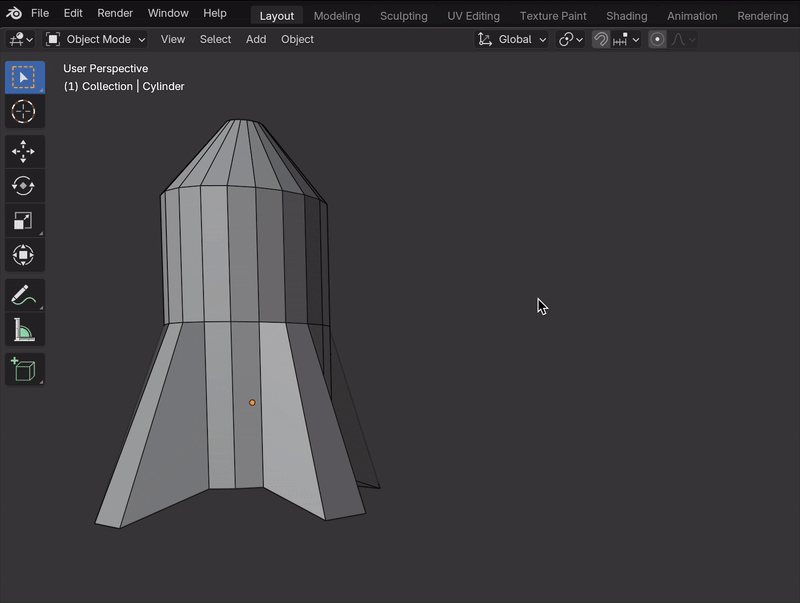 File Edit Render Window Help Layout Modeling Sculpting UV Editing Texture Paint Shading Animation Rendering
Object Mode View Select Add Object Global
User Perspective
(1) Collection | Cylinder